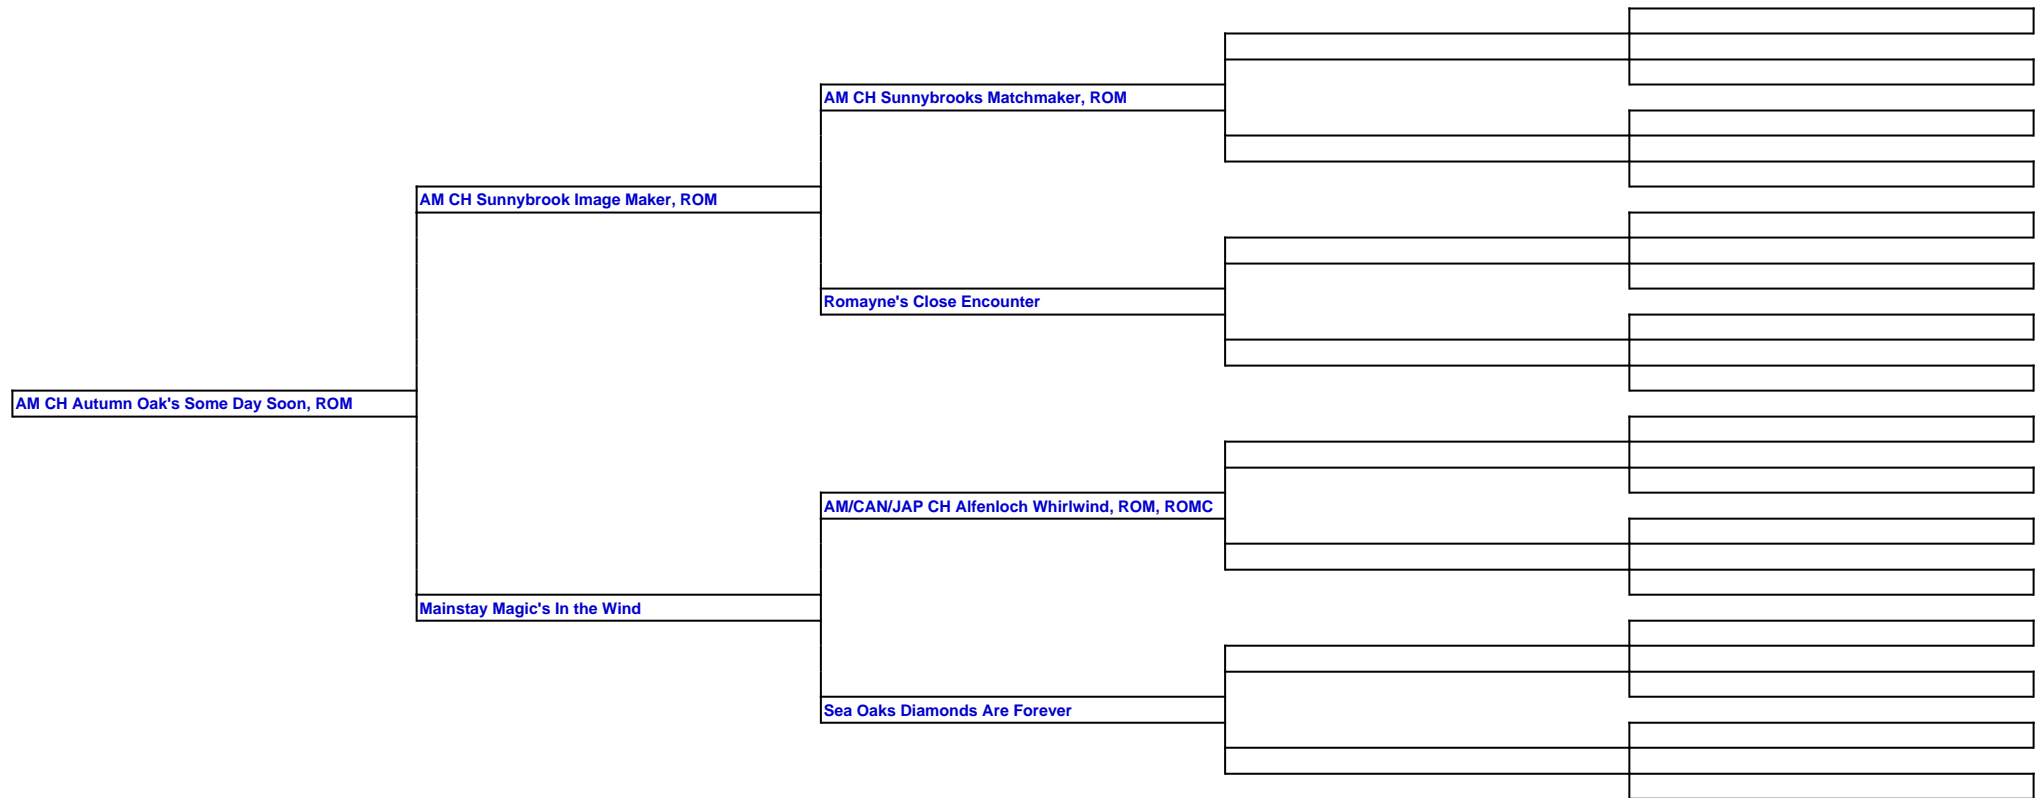 AM CH Sunnybrooks Matchmaker, ROM
AM CH Sunnybrook Image Maker, ROM
Romayne's Close Encounter
AM CH Autumn Oak's Some Day Soon, ROM
AM/CAN/JAP CH Alfenloch Whirlwind, ROM, ROMC
Mainstay Magic's In the Wind
Sea Oaks Diamonds Are Forever